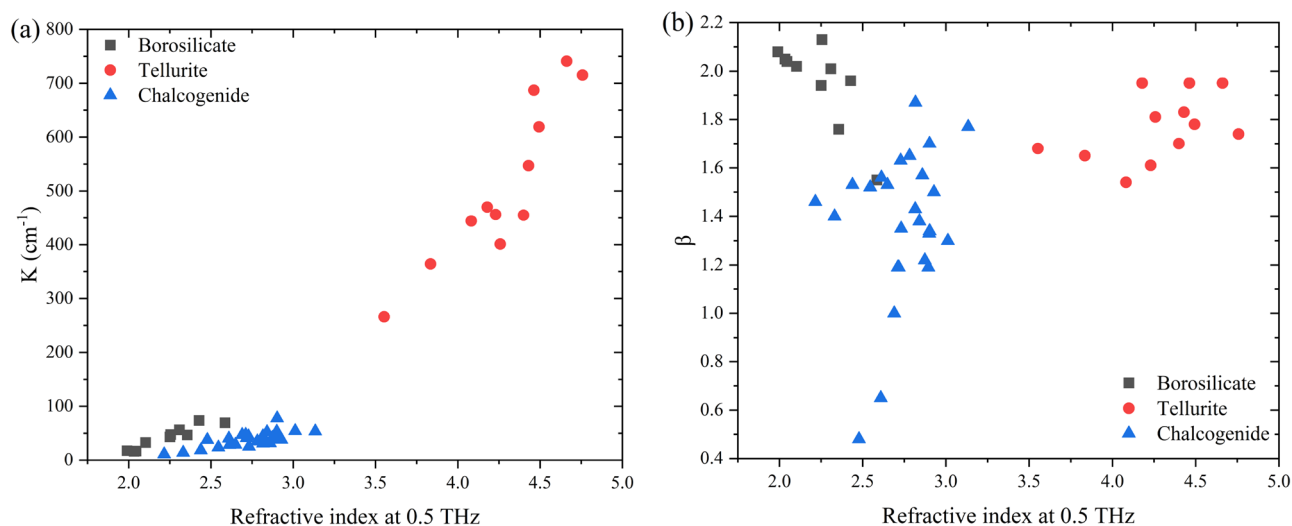 (a)
800
700
600
500
400
300
200
100
0
K (cm⁻¹)
Borosilicate
Tellurite
Chalcogenide
2.0 2.5 3.0 3.5 4.0 4.5 5.0
Refractive index at 0.5 THz
(b)
2.2
2.0
1.8
1.6
1.4
1.2
1.0
0.8
0.6
0.4
β
Borosilicate
Tellurite
Chalcogenide
2.0 2.5 3.0 3.5 4.0 4.5 5.0
Refractive index at 0.5 THz